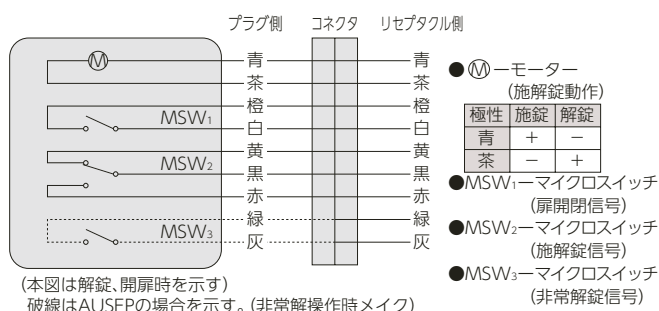 プラグ側 コネクタ リセプタクル側
M 青 青
茶 茶
橙 橙
MSW1 白 白
黄 黄
MSW2 黒 黒
赤 赤
緑 緑
MSW3 灰 灰
(本図は解錠、開扉時を示す)
破線はAUSFPの場合を示す。(非常解操作時メイク)
●Ⓜーモーター
(施解錠動作)
極性 施錠 解錠
青 + −
茶 − +
●MSW1ーマイクロスイッチ
(扉開閉信号)
●MSW2ーマイクロスイッチ
(施解錠信号)
●MSW3ーマイクロスイッチ
(非常解錠信号)